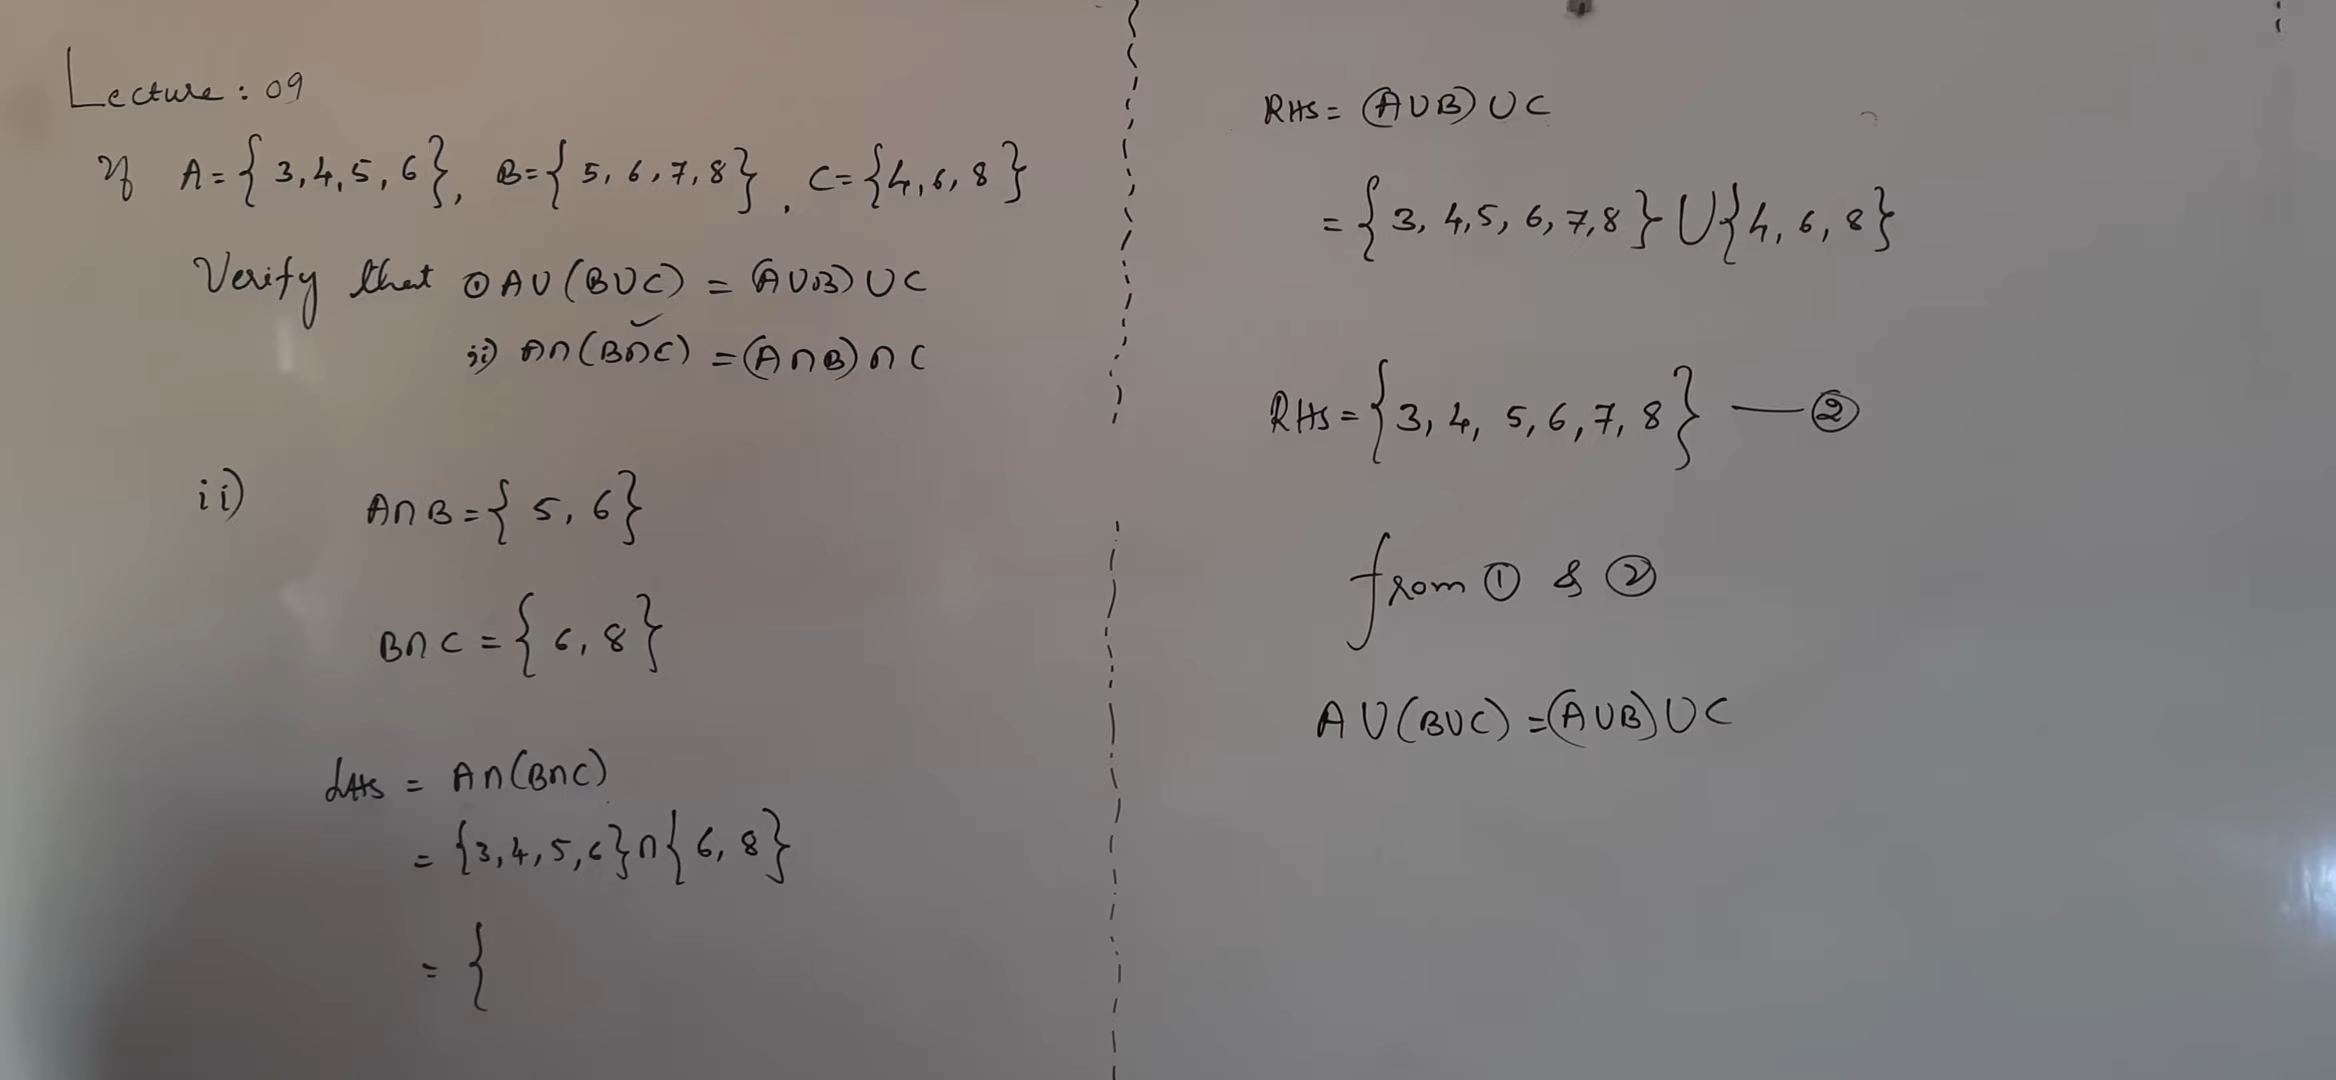 Lecture: 09
If A = { 3, 4, 5, 6 }, B = { 5, 6, 7, 8 }, C = { 4, 6, 8 }
Verify that ① A∪(B∪C) = (A∪B)∪C
ii) A∩(B∩C) = (A∩B)∩C
ii) A∩B = { 5, 6 }
B∩C = { 6, 8 }
LHS = A∩(B∩C)
= {3, 4, 5, 6} ∩ { 6, 8 }
= {
RHS = (A∪B)∪C
= { 3, 4, 5, 6, 7, 8 } ∪ { 4, 6, 8 }
RHS = { 3, 4, 5, 6, 7, 8 } — ②
from ① & ②
A∪(B∪C) = (A∪B)∪C